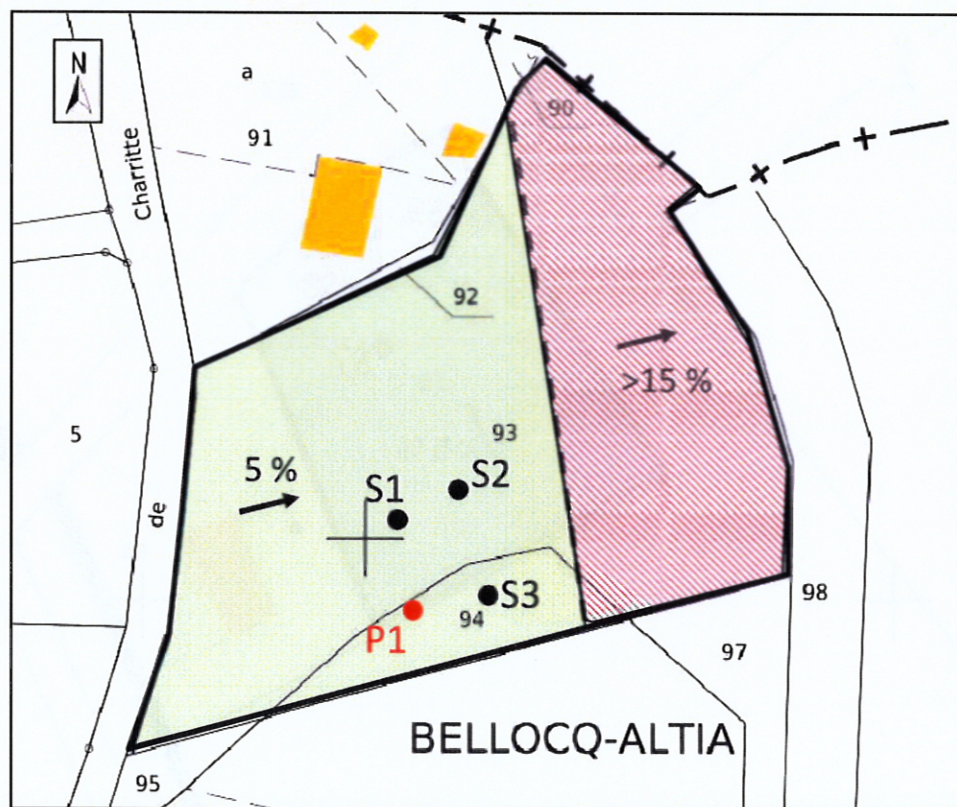 N
a
91
90
Charritte
92
>15 %
5
93
5 %
S2
S1
de
S3
94
98
P1
97
BELLOCQ-ALTIA
95